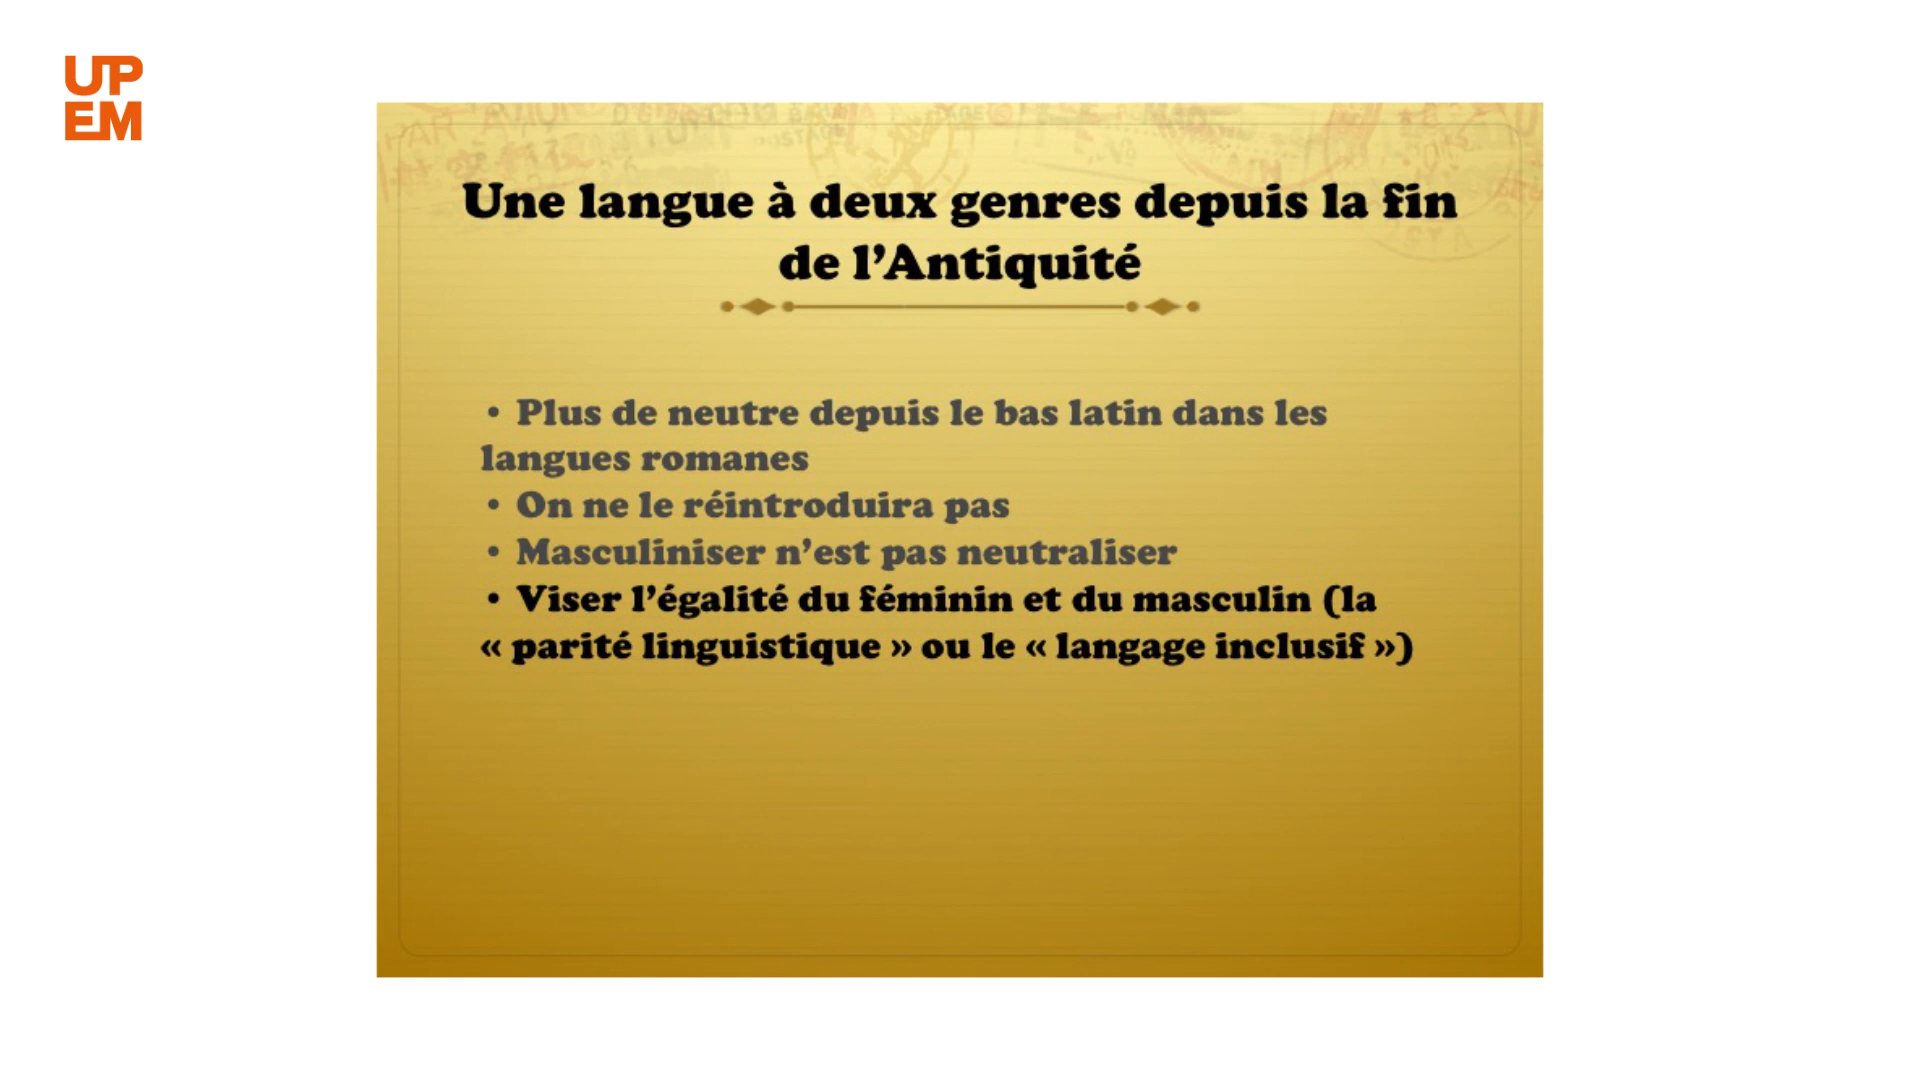 UP
EM
PAR AVION
Une langue à deux genres depuis la fin
de l’Antiquité
• Plus de neutre depuis le bas latin dans les
langues romanes
• On ne le réintroduira pas
• Masculiniser n’est pas neutraliser
• Viser l’égalité du féminin et du masculin (la
« parité linguistique » ou le « langage inclusif »)